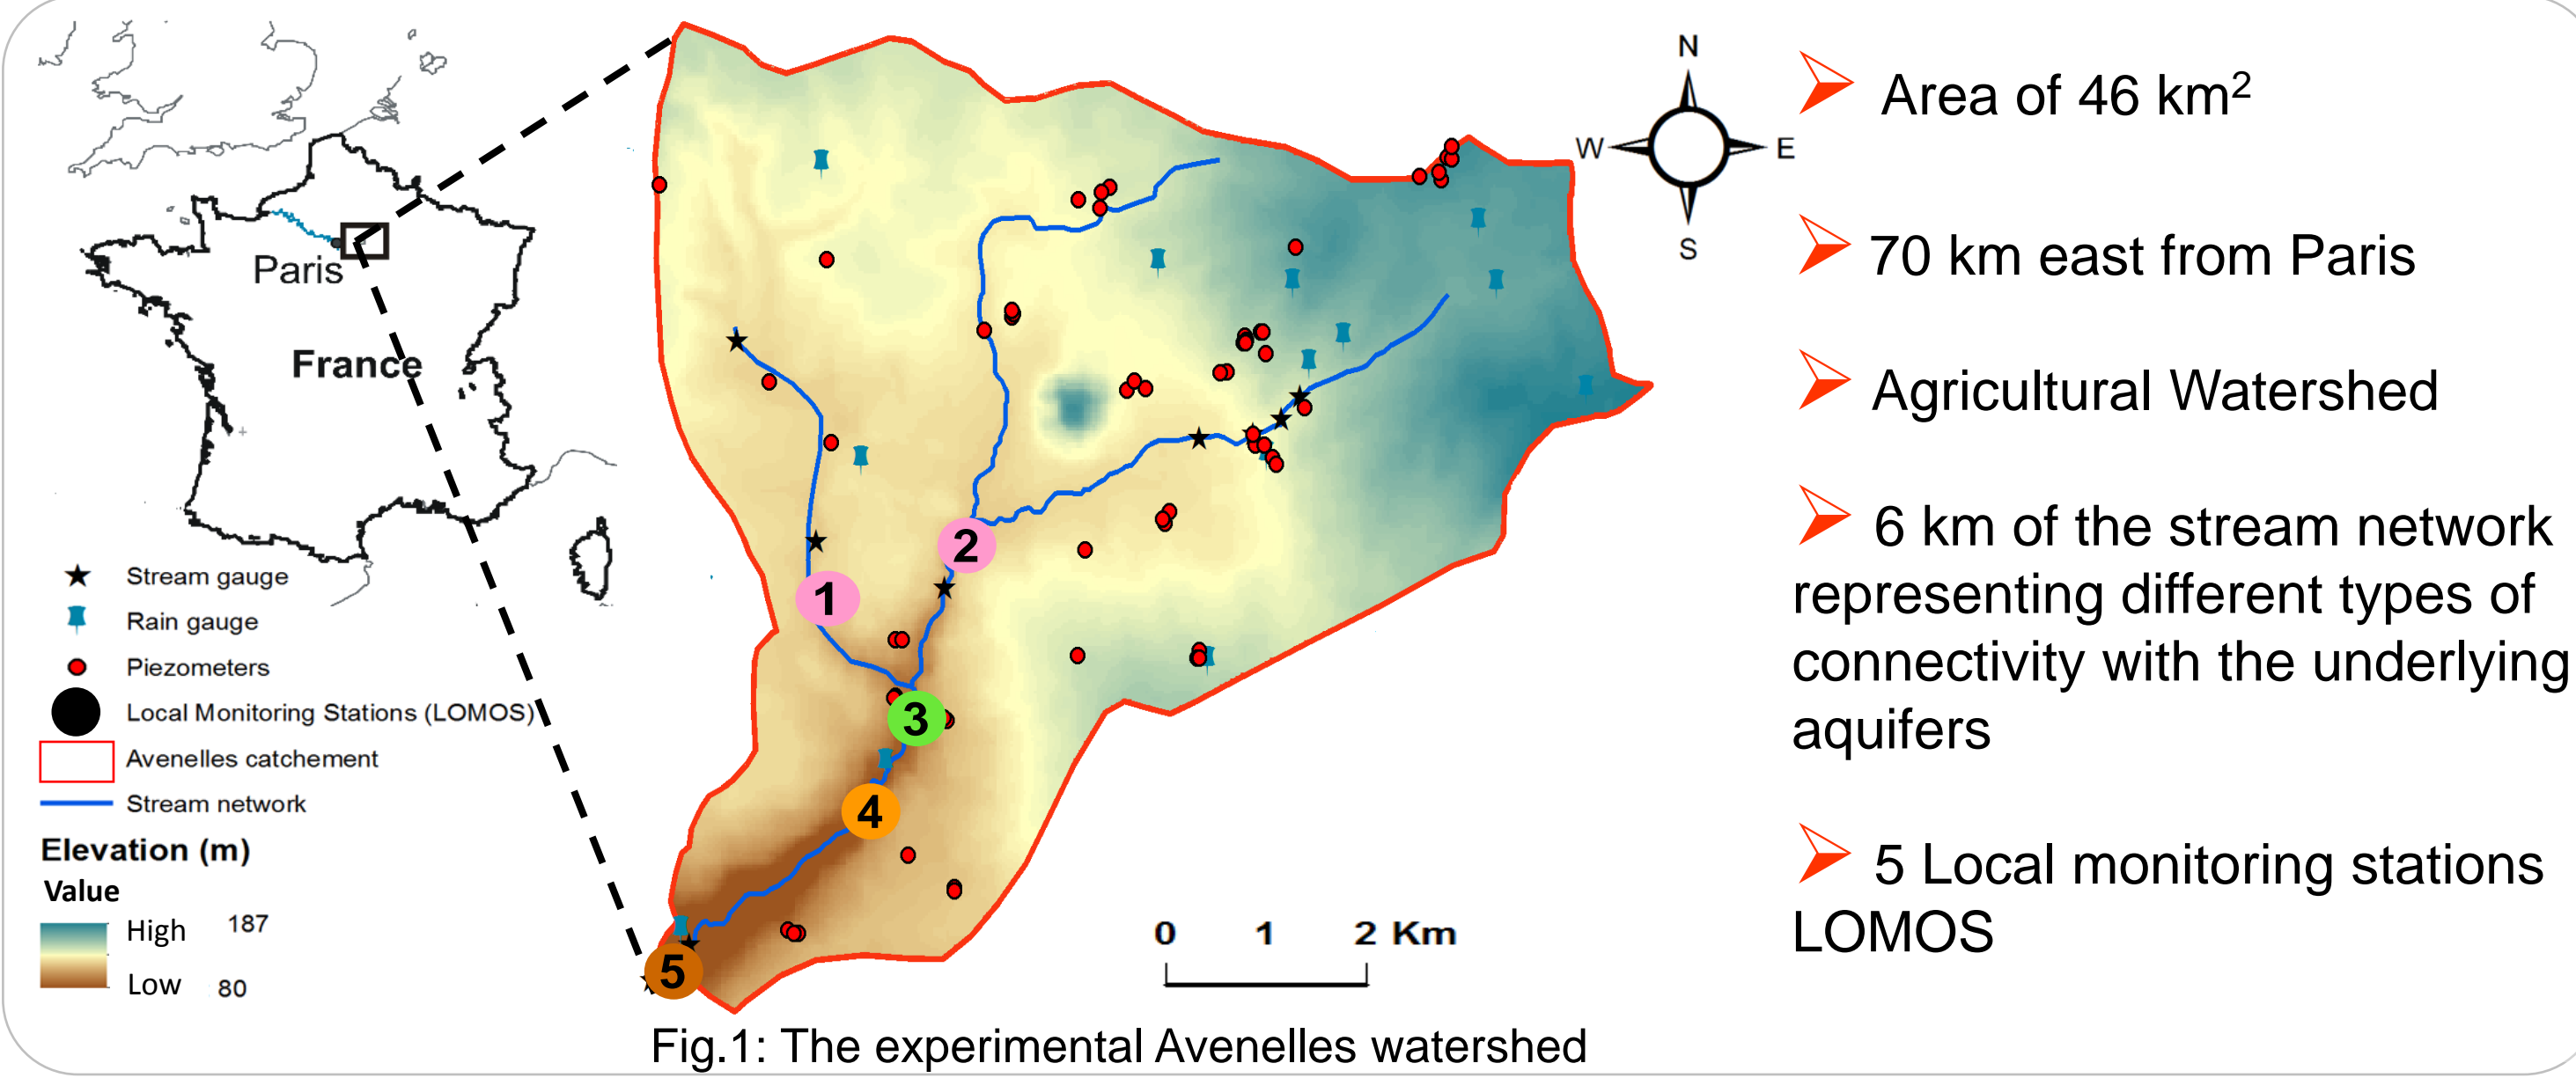 Paris
France
Stream gauge
Rain gauge
Piezometers
Local Monitoring Stations (LOMOS)
Avenelles catchement
Stream network
Elevation (m)
Value
High 187
Low 80
1
2
3
4
5
N
W E
S
0 1 2 Km
Fig.1: The experimental Avenelles watershed
Area of 46 km²
70 km east from Paris
Agricultural Watershed
6 km of the stream network
representing different types of
connectivity with the underlying
aquifers
5 Local monitoring stations
LOMOS